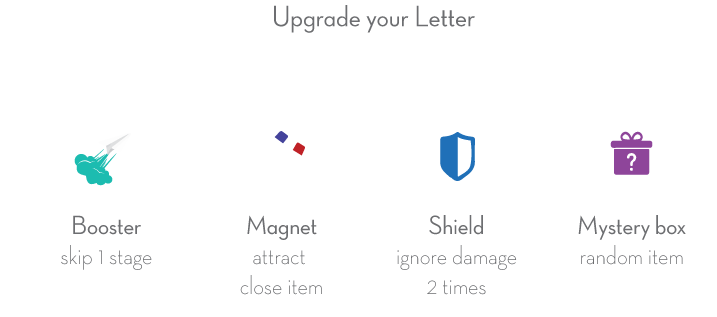 Upgrade your Letter
?
Booster
skip 1 stage
Magnet
attract
close item
Shield
ignore damage
2 times
Mystery box
random item